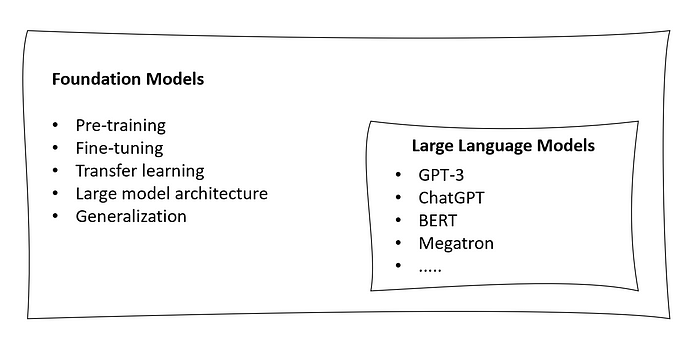 Foundation Models
• Pre-training
• Fine-tuning
• Transfer learning
• Large model architecture
• Generalization
Large Language Models
• GPT-3
• ChatGPT
• BERT
• Megatron
• .....